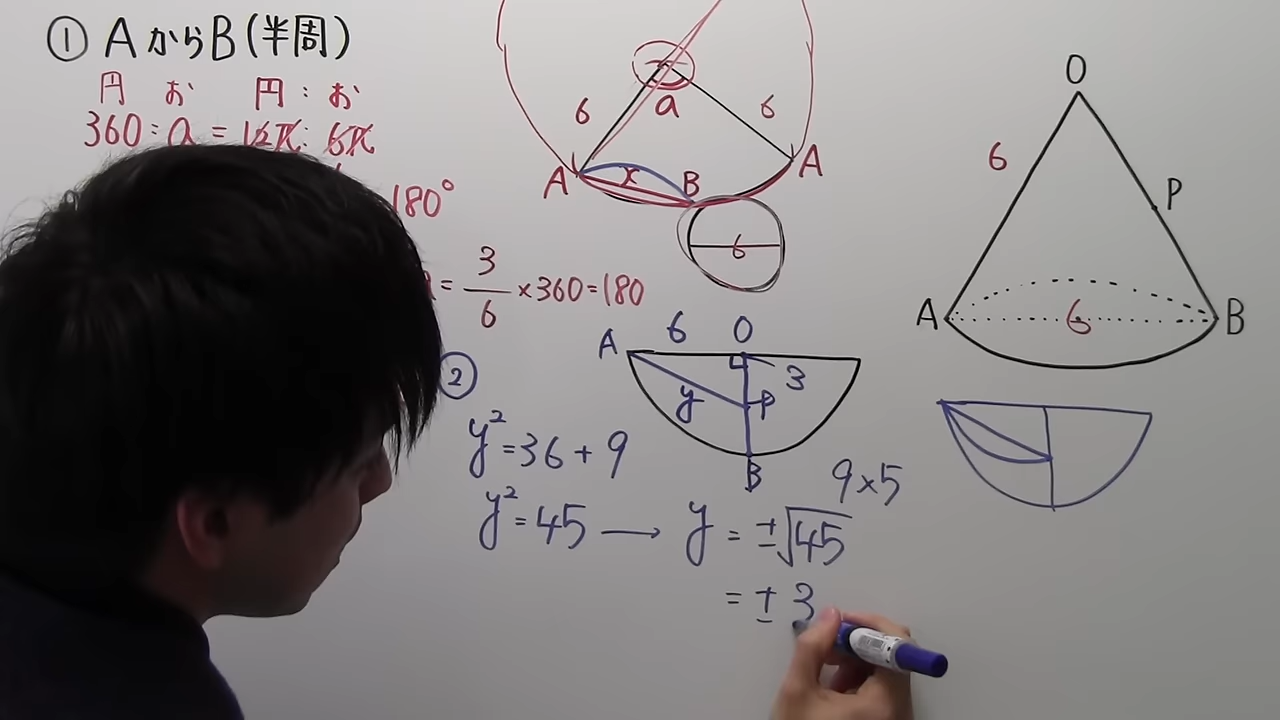 ① AからB(半周)
円 お 円:お
360:a=12π:6π
180°
=3/6×360=180
6 a 6
A x B A
6
O
6 P
A 6 B
②
A 6 O
3
y P
B
y²=36+9
9×5
y²=45→y=±√45
=±3